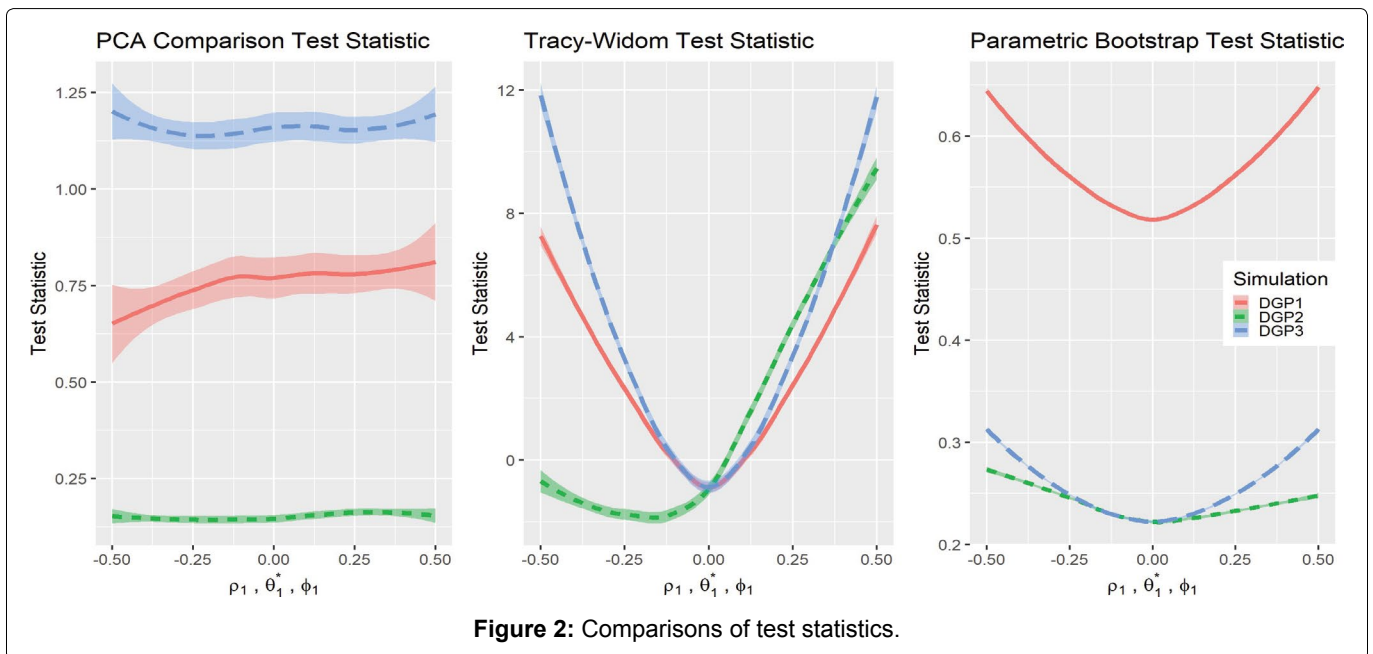 PCA Comparison Test Statistic
Test Statistic
1.25
1.00
0.75
0.50
0.25
-0.50 -0.25 0.00 0.25 0.50
ρ1 , θ1* , ϕ1
Tracy-Widom Test Statistic
Test Statistic
12
8
4
0
-0.50 -0.25 0.00 0.25 0.50
ρ1 , θ1* , ϕ1
Parametric Bootstrap Test Statistic
Test Statistic
0.6
0.5
0.4
0.3
0.2
-0.50 -0.25 0.00 0.25 0.50
ρ1 , θ1* , ϕ1
Simulation
DGP1
DGP2
DGP3
Figure 2: Comparisons of test statistics.